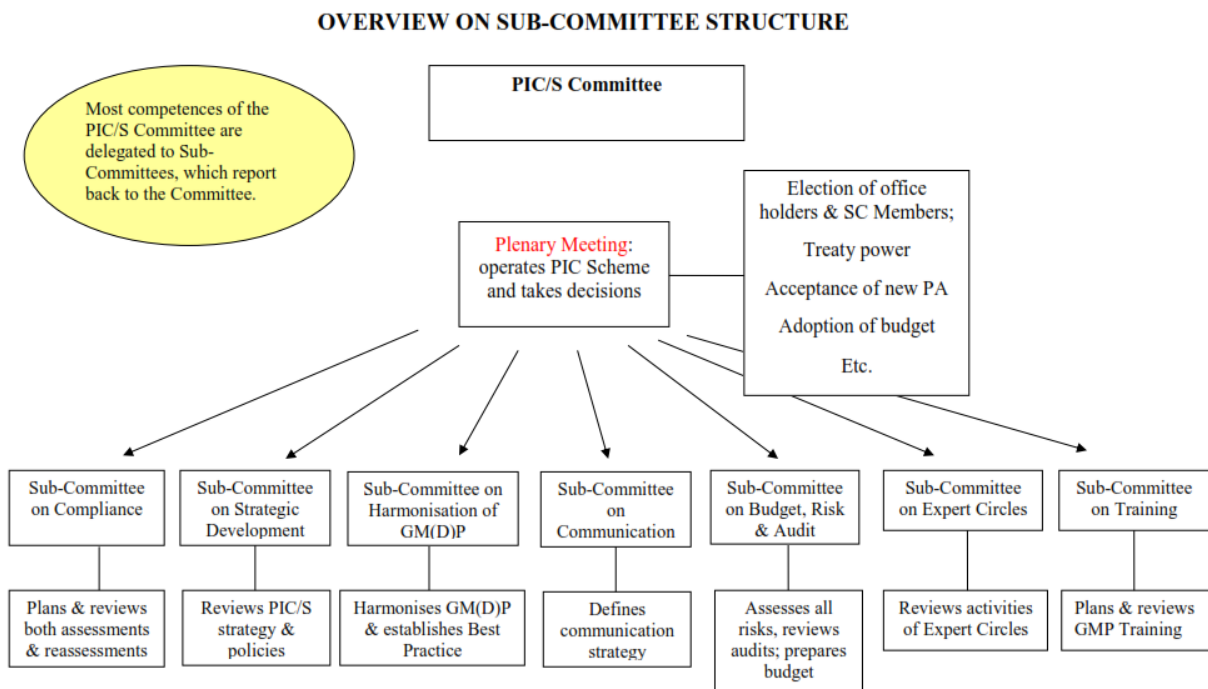 OVERVIEW ON SUB-COMMITTEE STRUCTURE
Most competences of the
PIC/S Committee are
delegated to Sub-
Committees, which report
back to the Committee.
PIC/S Committee
Plenary Meeting:
operates PIC Scheme
and takes decisions
Election of office
holders & SC Members;
Treaty power
Acceptance of new PA
Adoption of budget
Etc.
Sub-Committee
on Compliance
Sub-Committee
on Strategic
Development
Sub-Committee on
Harmonisation of
GM(D)P
Sub-Committee
on
Communication
Sub-Committee
on Budget, Risk
& Audit
Sub-Committee
on Expert Circles
Sub-Committee
on Training
Plans & reviews
both assessments
& reassessments
Reviews PIC/S
strategy &
policies
Harmonises GM(D)P
& establishes Best
Practice
Defines
communication
strategy
Assesses all
risks, reviews
audits; prepares
budget
Reviews activities
of Expert Circles
Plans & reviews
GMP Training